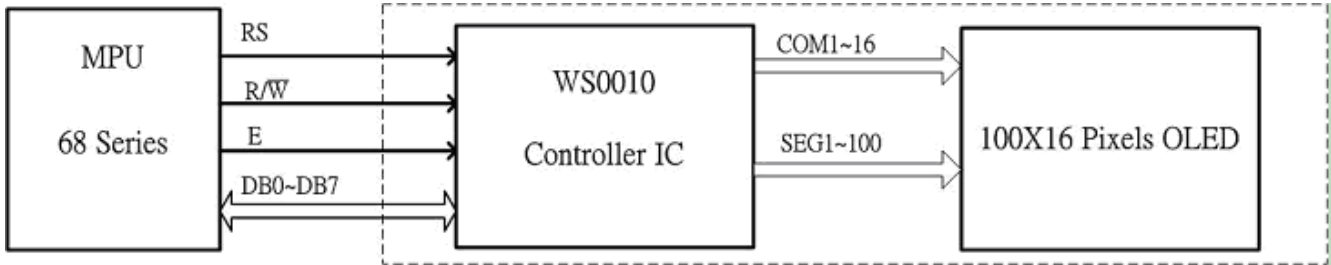 MPU
68 Series
RS
R/W̅
E
DB0~DB7
WS0010
Controller IC
COM1~16
SEG1~100
100X16 Pixels OLED